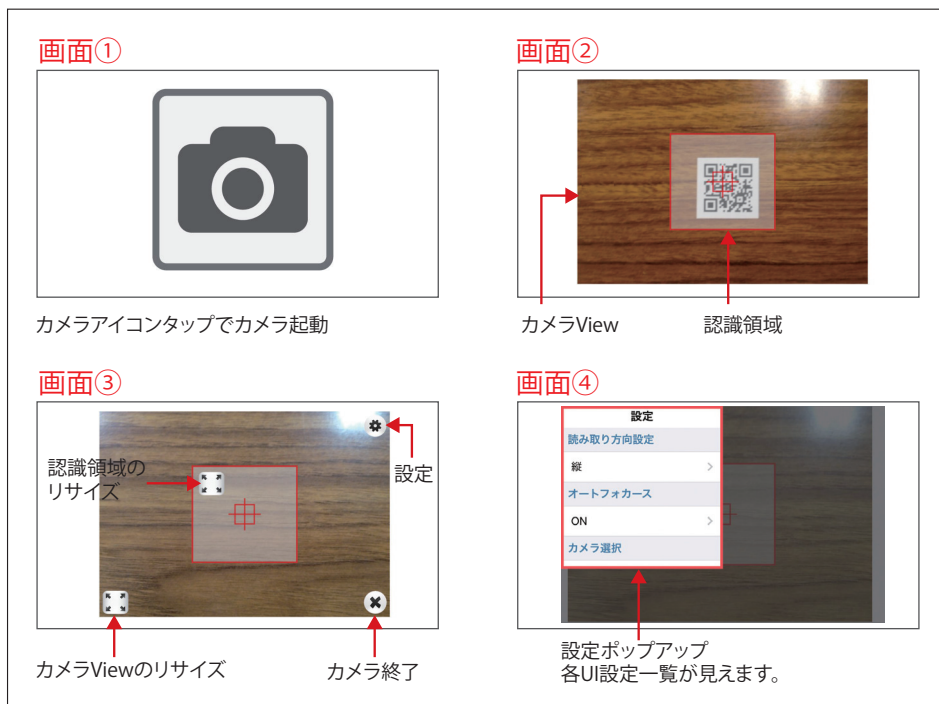 画面①
画面②
カメラアイコンタップでカメラ起動
カメラView
認識領域
画面③
画面④
認識領域の
リサイズ
設定
カメラViewのリサイズ
カメラ終了
設定
読み取り方向設定
縦
オートフォカース
ON
カメラ選択
設定ポップアップ
各UI設定一覧が見えます。